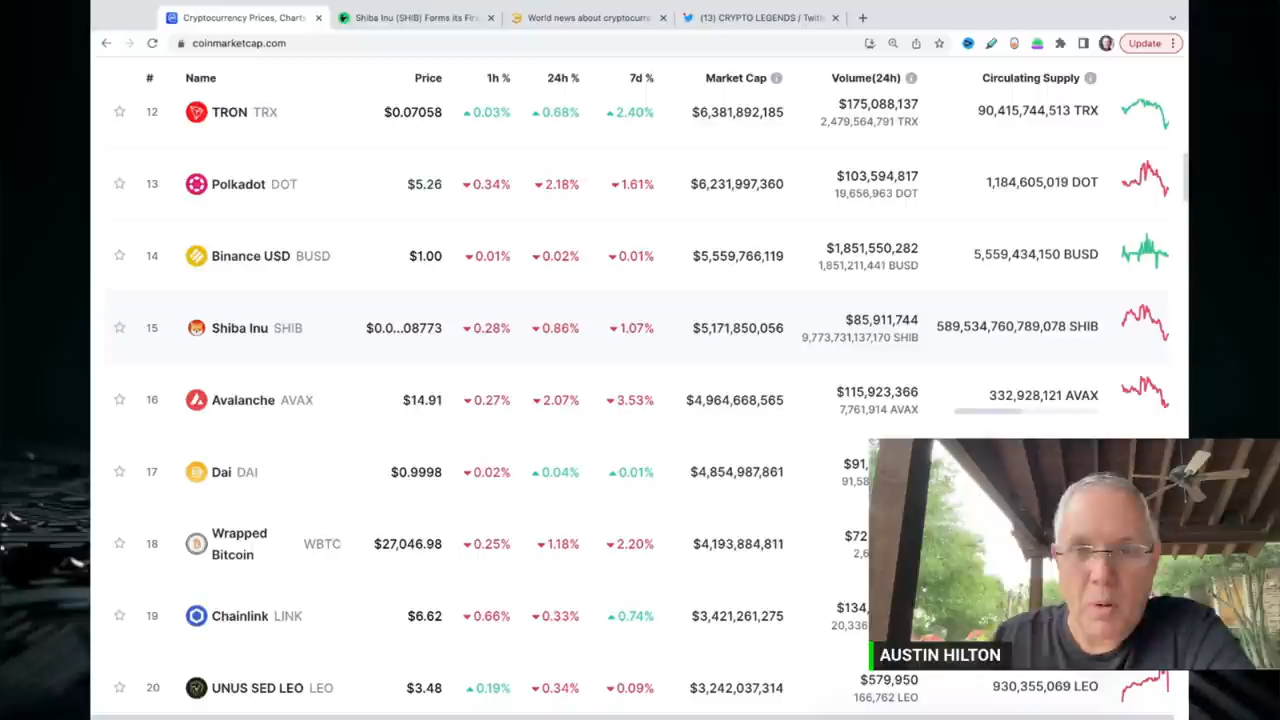 Cryptocurrency Prices, Charts
Shiba Inu (SHIB) Forms its Fir
World news about cryptocurre
(13) CRYPTO LEGENDS / Twitt
coinmarketcap.com
Update
# Name Price 1h % 24h % 7d % Market Cap Volume(24h) Circulating Supply
12 TRON TRX $0.07058 0.03% 0.68% 2.40% $6,381,892,185 $175,088,137 90,415,744,513 TRX
2,479,564,791 TRX
13 Polkadot DOT $5.26 0.34% 2.18% 1.61% $6,231,997,360 $103,594,817 1,184,605,019 DOT
19,656,963 DOT
14 Binance USD BUSD $1.00 0.01% 0.02% 0.01% $5,559,766,119 $1,851,550,282 5,559,434,150 BUSD
1,851,211,441 BUSD
15 Shiba Inu SHIB $0.0...08773 0.28% 0.86% 1.07% $5,171,850,056 $85,911,744 589,534,760,789,078 SHIB
9,773,731,137,170 SHIB
16 Avalanche AVAX $14.91 0.27% 2.07% 3.53% $4,964,668,565 $115,923,366 332,928,121 AVAX
7,761,914 AVAX
17 Dai DAI $0.9998 0.02% 0.04% 0.01% $4,854,987,861 $91,
91,58
18 Wrapped Bitcoin WBTC $27,046.98 0.25% 1.18% 2.20% $4,193,884,811 $72
2,6
19 Chainlink LINK $6.62 0.66% 0.33% 0.74% $3,421,261,275 $134,
20,336
AUSTIN HILTON
20 UNUS SED LEO LEO $3.48 0.19% 0.34% 0.09% $3,242,037,314 $579,950 930,355,069 LEO
166,762 LEO